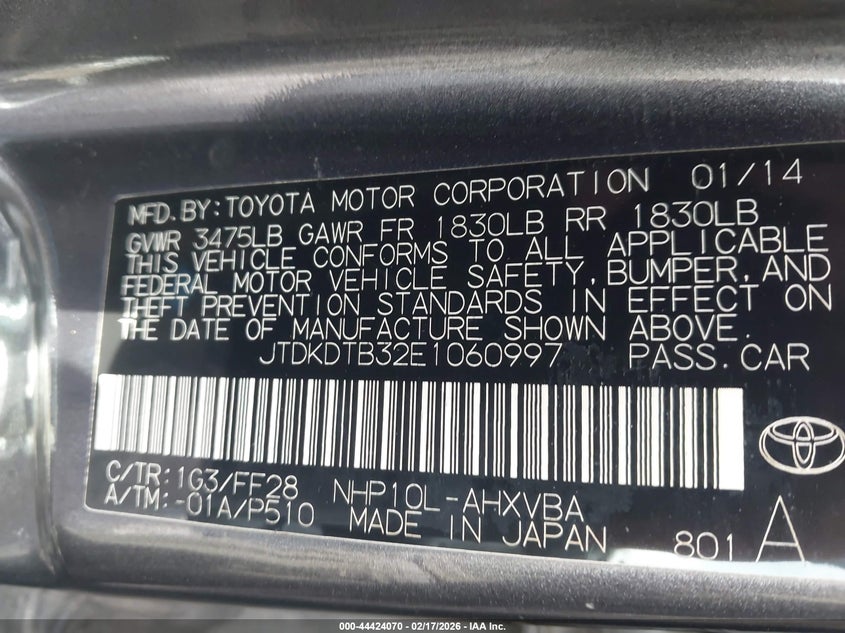 MFD.BY:TOYOTA MOTOR CORPORATION 01/14
GVWR 3475LB GAWR FR 1830LB RR 1830LB
THIS VEHICLE CONFORMS TO ALL APPLICABLE
FEDERAL MOTOR VEHICLE SAFETY,BUMPER,AND
THEFT PREVENTION STANDARDS IN EFFECT ON
THE DATE OF MANUFACTURE SHOWN ABOVE.
JTDKDTB32E1060997 PASS.CAR
C/TR:1G3/FF28 NHP10L-AHXVBA
A/TM:-01A/P510 MADE IN JAPAN 801 A
000-44424070 - 02/17/2026 - IAA Inc.